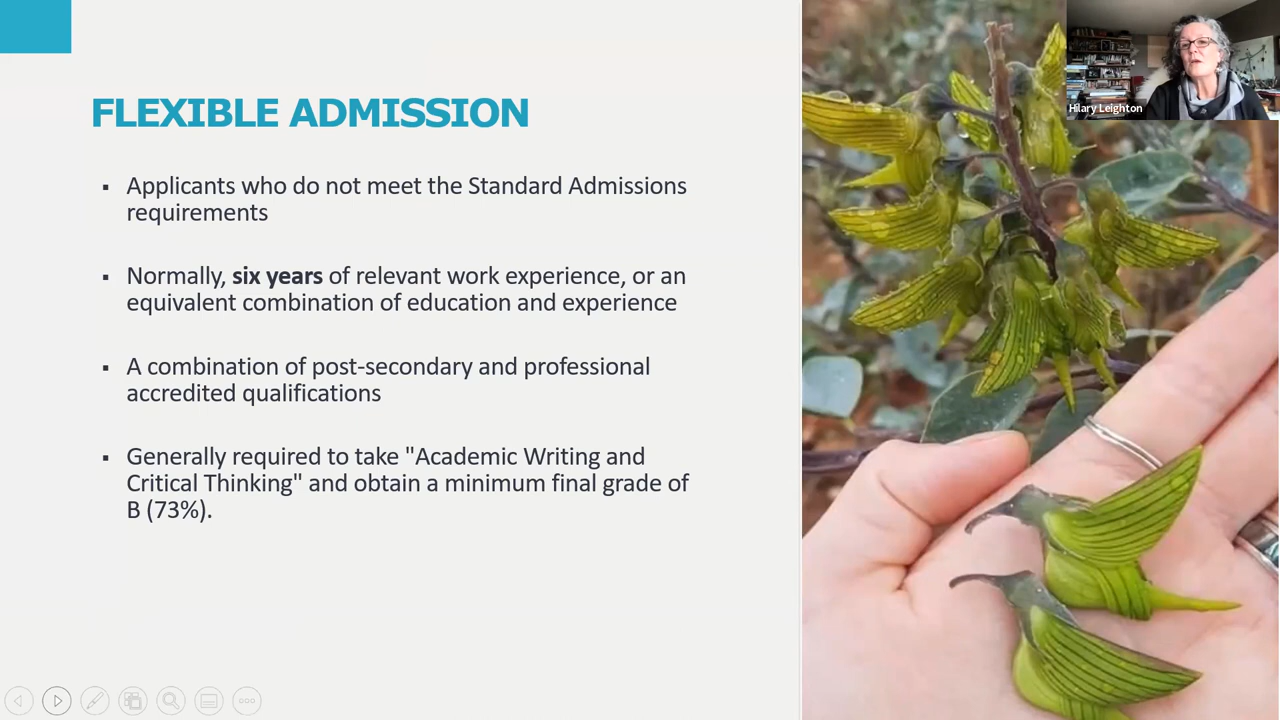 Hilary Leighton
FLEXIBLE ADMISSION
▪ Applicants who do not meet the Standard Admissions
requirements
▪ Normally, six years of relevant work experience, or an
equivalent combination of education and experience
▪ A combination of post-secondary and professional
accredited qualifications
▪ Generally required to take "Academic Writing and
Critical Thinking" and obtain a minimum final grade of
B (73%).